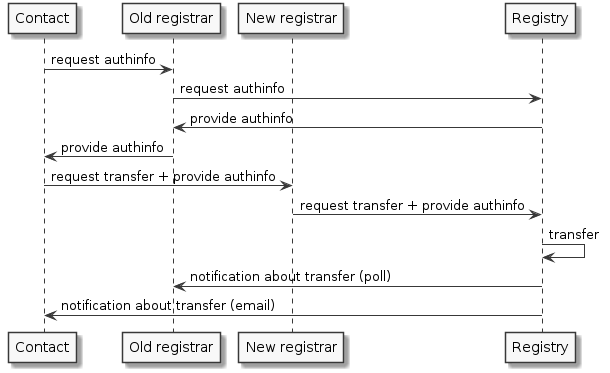 Contact Old registrar New registrar Registry
request authinfo
request authinfo
provide authinfo
provide authinfo
request transfer + provide authinfo
request transfer + provide authinfo
transfer
notification about transfer (poll)
notification about transfer (email)
Contact Old registrar New registrar Registry